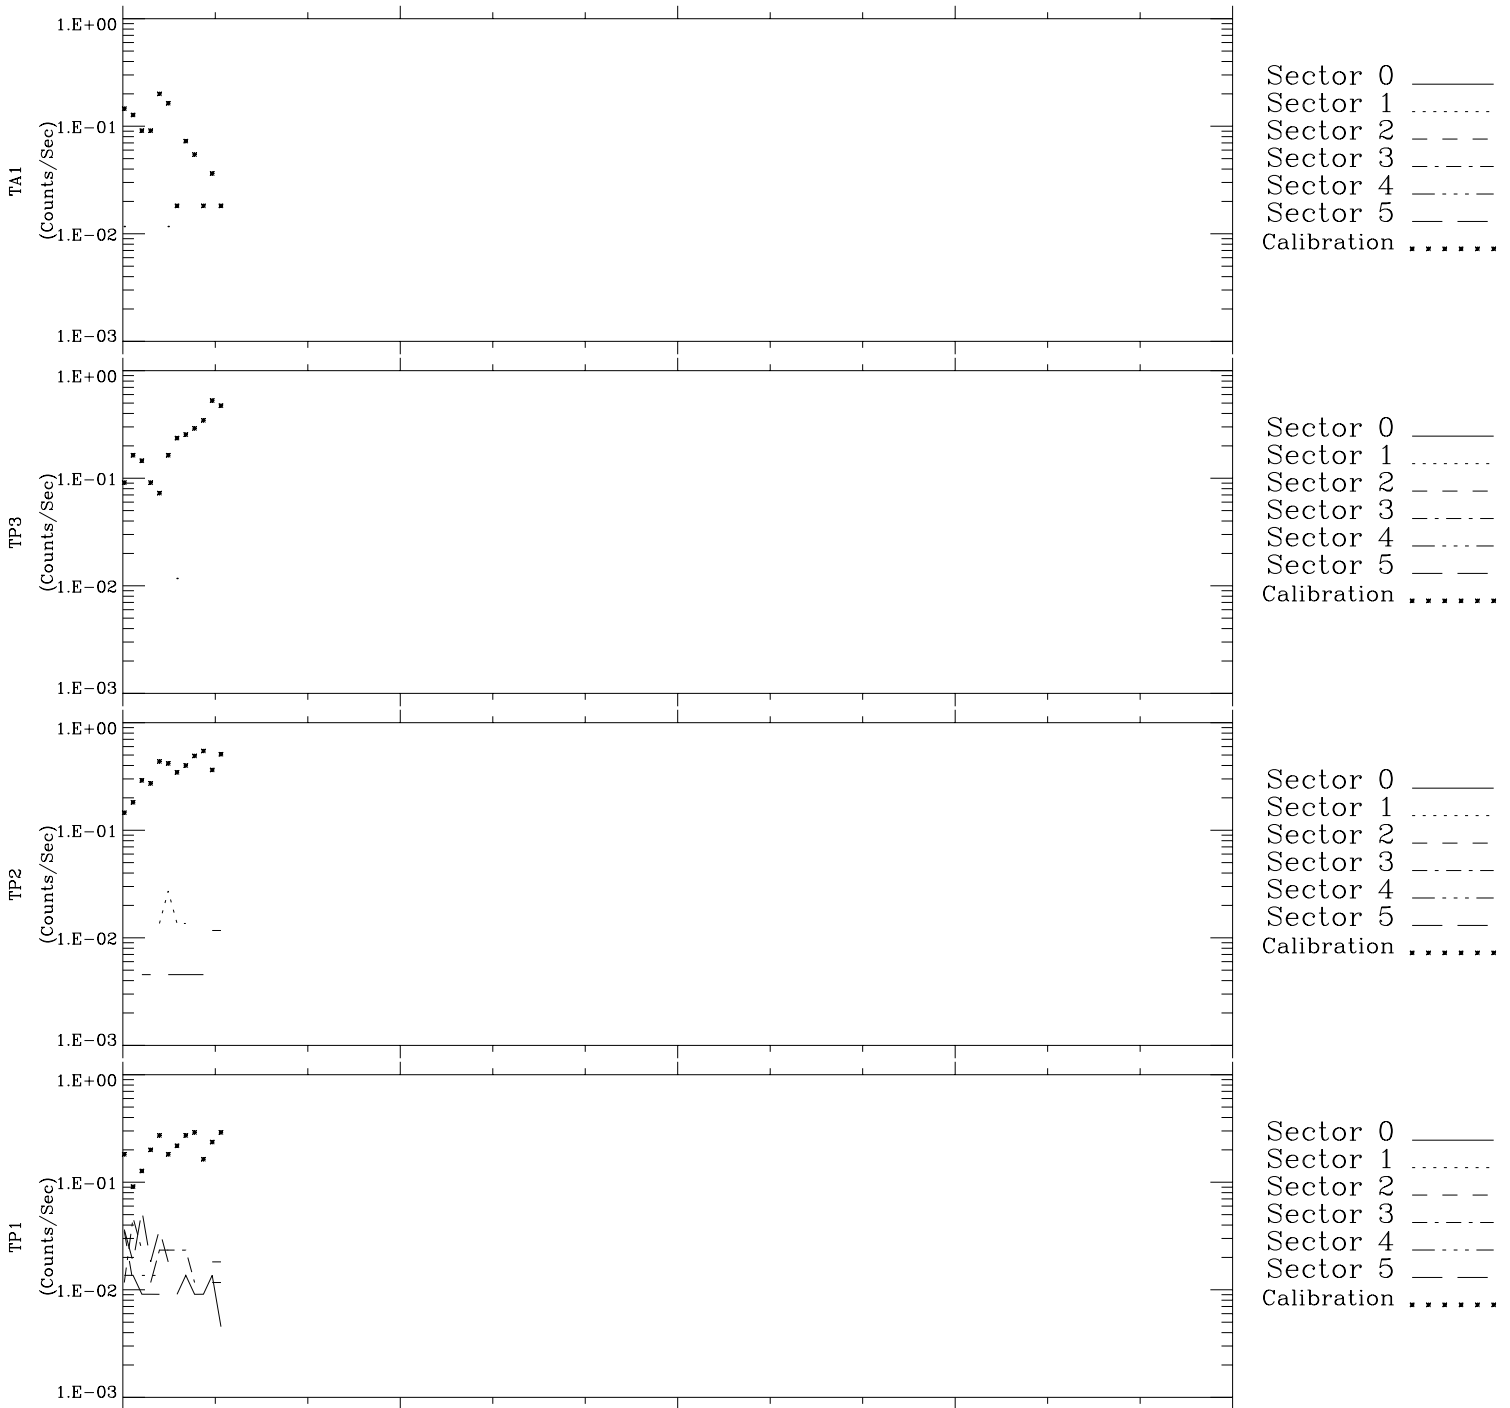 1.E+00
1.E-01
1.E-02
1.E-03
TA1
(Counts/Sec)
Sector 0
Sector 1
Sector 2
Sector 3
Sector 4
Sector 5
Calibration
1.E+00
1.E-01
1.E-02
1.E-03
TP3
(Counts/Sec)
Sector 0
Sector 1
Sector 2
Sector 3
Sector 4
Sector 5
Calibration
1.E+00
1.E-01
1.E-02
1.E-03
TP2
(Counts/Sec)
Sector 0
Sector 1
Sector 2
Sector 3
Sector 4
Sector 5
Calibration
1.E+00
1.E-01
1.E-02
1.E-03
TP1
(Counts/Sec)
Sector 0
Sector 1
Sector 2
Sector 3
Sector 4
Sector 5
Calibration